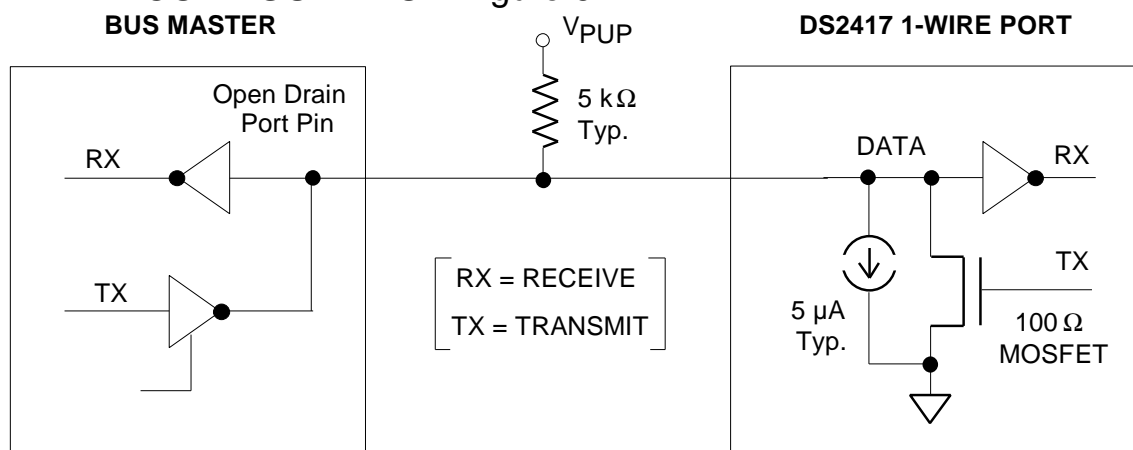 BUS MASTER
V PUP
DS2417 1-WIRE PORT
Open Drain
Port Pin
5 kΩ
Typ.
RX
DATA
RX
TX
RX = RECEIVE
TX = TRANSMIT
TX
5 µA
Typ.
100 Ω
MOSFET